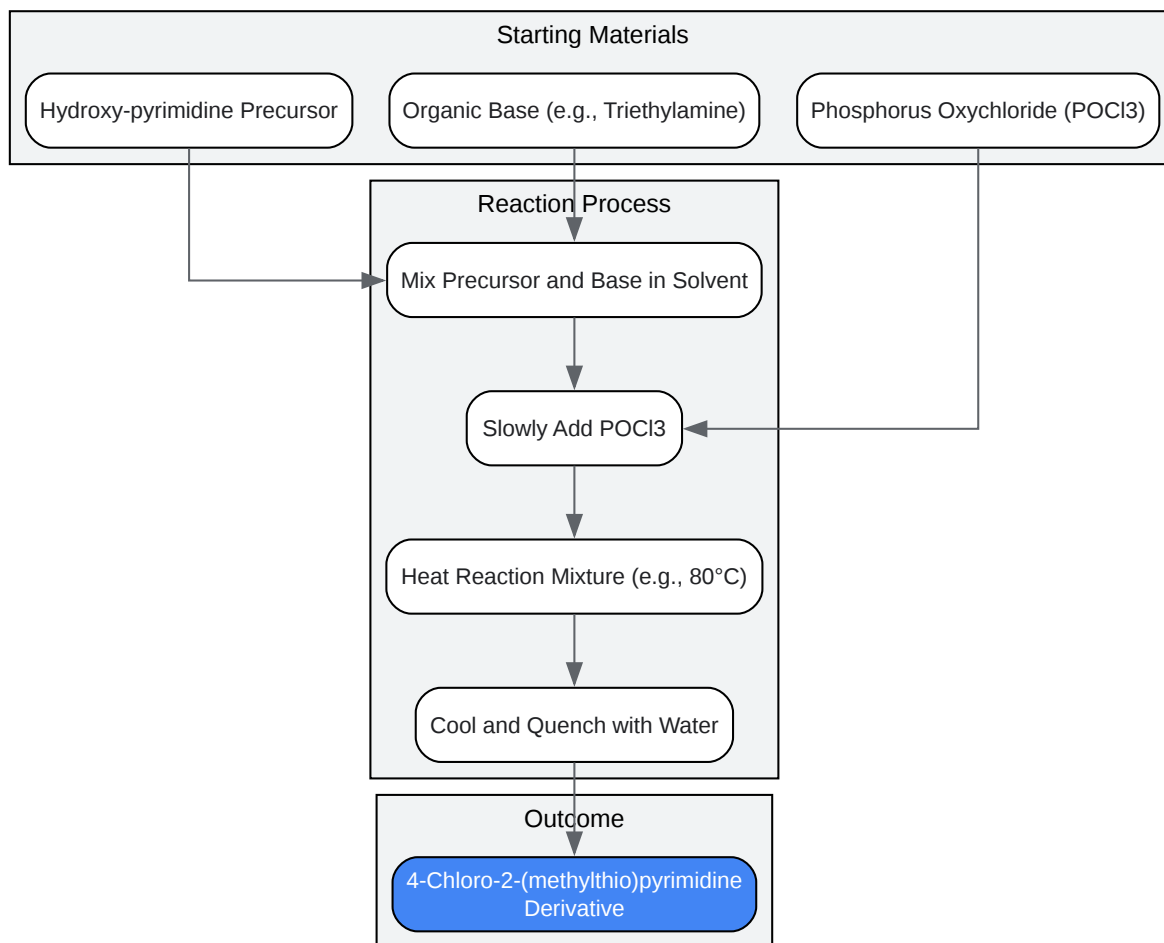 Starting Materials
Hydroxy-pyrimidine Precursor
Organic Base (e.g., Triethylamine)
Phosphorus Oxychloride (POCl3)
Reaction Process
Mix Precursor and Base in Solvent
Slowly Add POCl3
Heat Reaction Mixture (e.g., 80°C)
Cool and Quench with Water
Outcome
4-Chloro-2-(methylthio)pyrimidine
Derivative